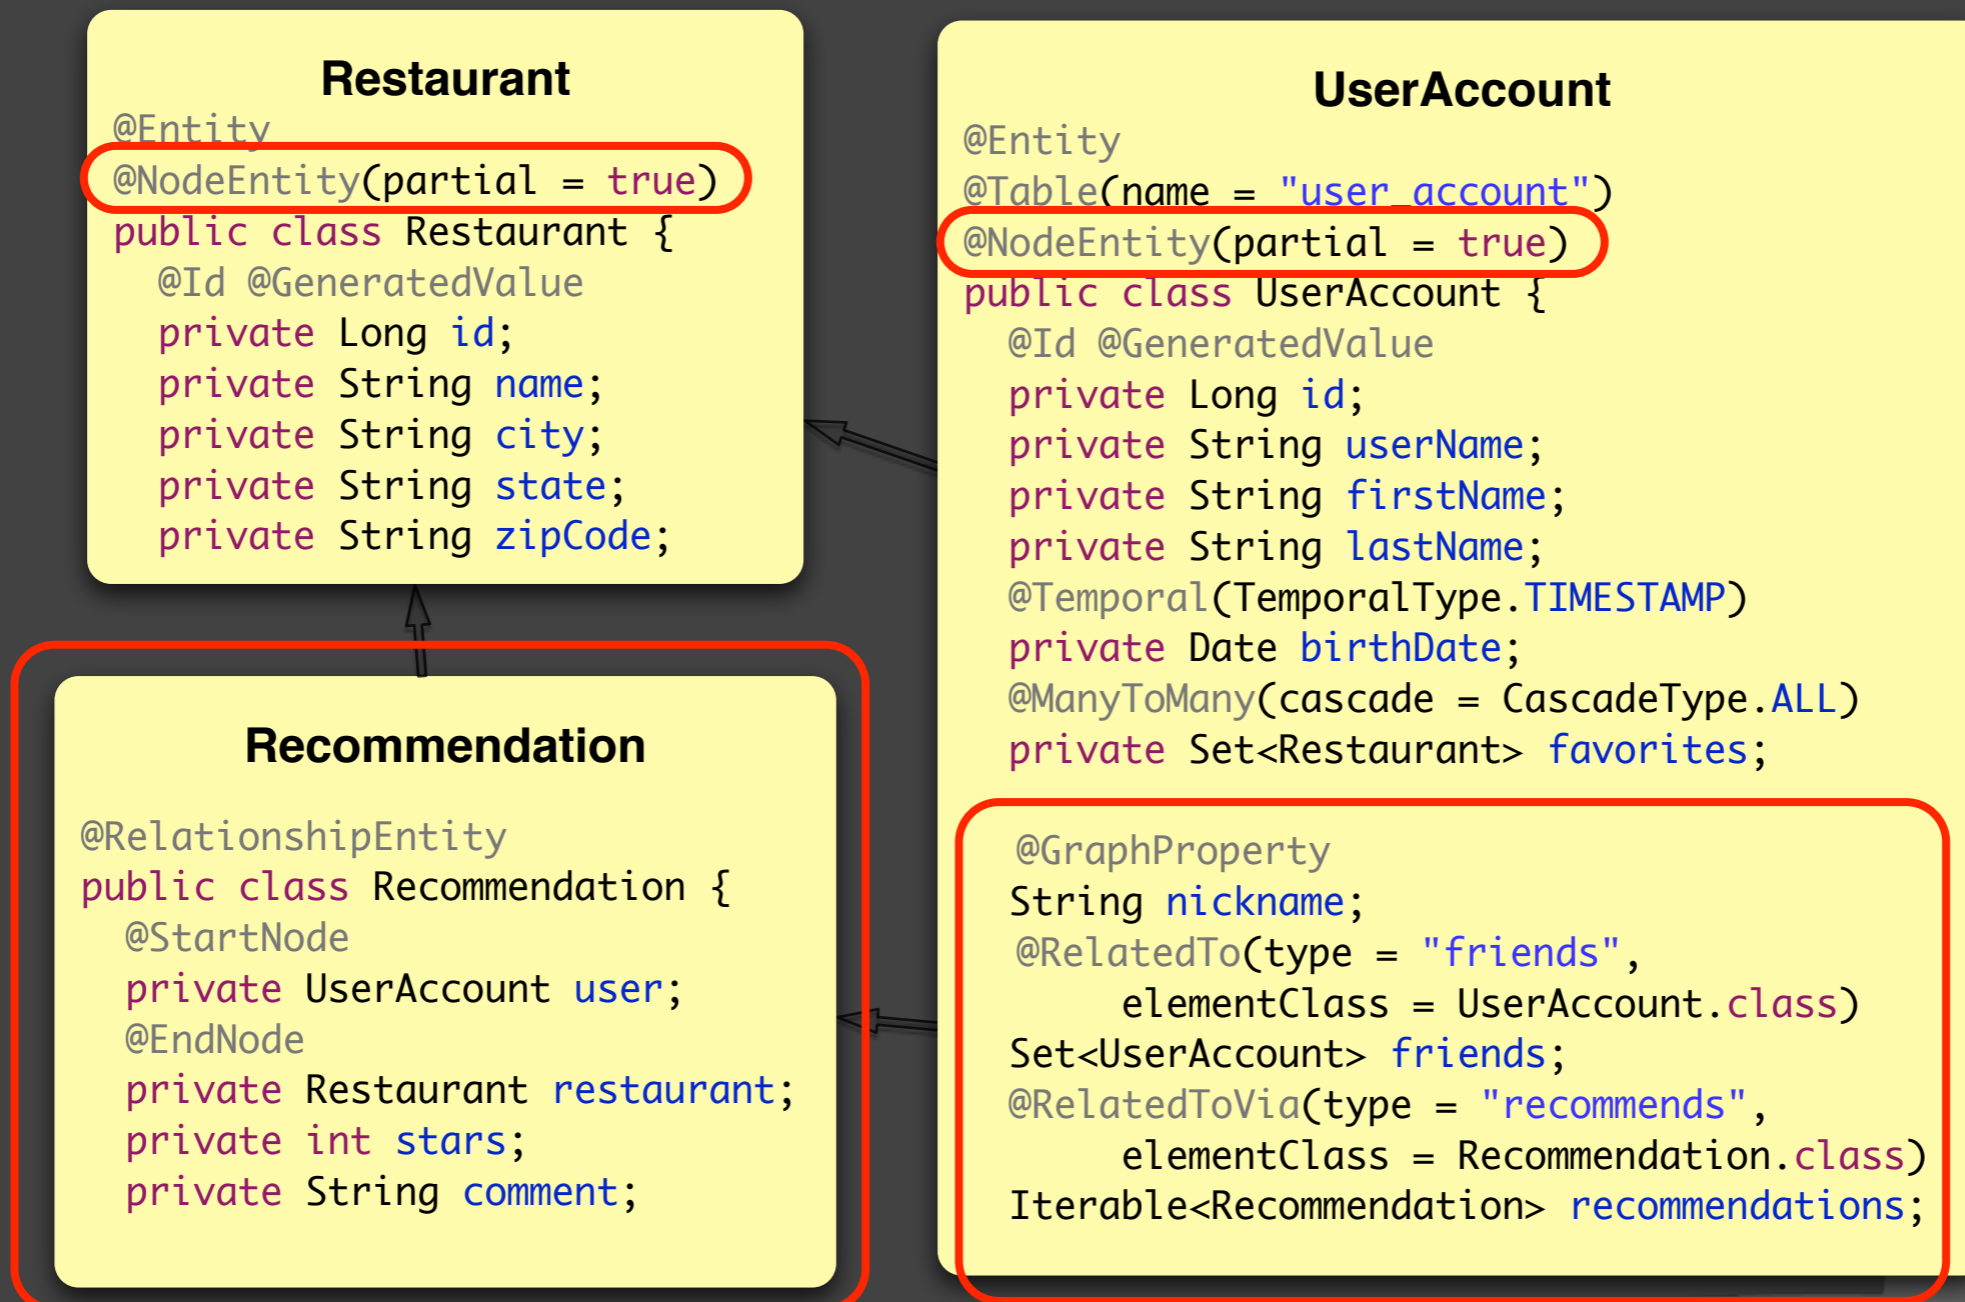 Restaurant
@Entity
@NodeEntity(partial = true)
public class Restaurant {
@Id @GeneratedValue
private Long id;
private String name;
private String city;
private String state;
private String zipCode;
Recommendation
@RelationshipEntity
public class Recommendation {
@StartNode
private UserAccount user;
@EndNode
private Restaurant restaurant;
private int stars;
private String comment;
UserAccount
@Entity
@Table(name = "user_account")
@NodeEntity(partial = true)
public class UserAccount {
@Id @GeneratedValue
private Long id;
private String userName;
private String firstName;
private String lastName;
@Temporal(TemporalType.TIMESTAMP)
private Date birthDate;
@ManyToMany(cascade = CascadeType.ALL)
private Set<Restaurant> favorites;
@GraphProperty
String nickname;
@RelatedTo(type = "friends",
elementClass = UserAccount.class)
Set<UserAccount> friends;
@RelatedToVia(type = "recommends",
elementClass = Recommendation.class)
Iterable<Recommendation> recommendations;